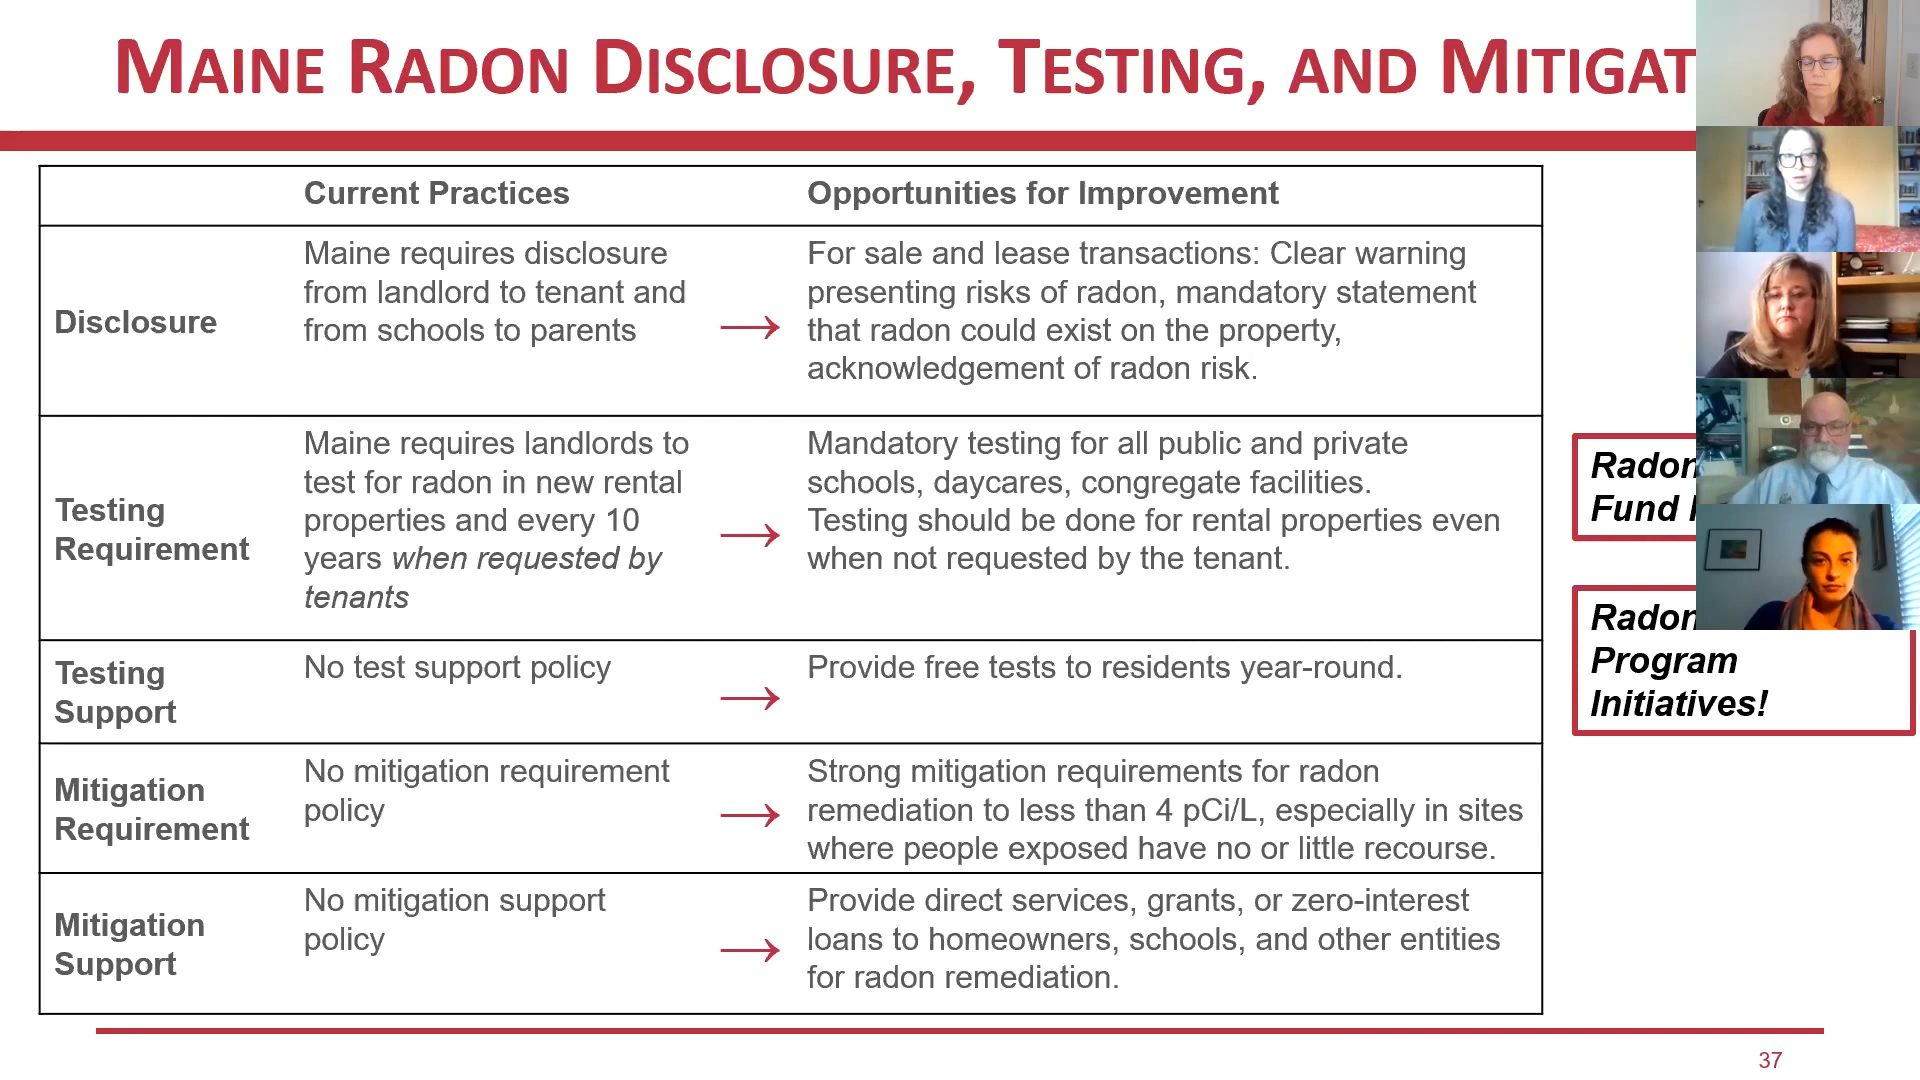 MAINE RADON DISCLOSURE, TESTING, AND MITIGAT
Current Practices
Opportunities for Improvement
Disclosure
Maine requires disclosure
from landlord to tenant and
from schools to parents
→
For sale and lease transactions: Clear warning
presenting risks of radon, mandatory statement
that radon could exist on the property,
acknowledgement of radon risk.
Testing
Requirement
Maine requires landlords to
test for radon in new rental
properties and every 10
years when requested by
tenants
→
Mandatory testing for all public and private
schools, daycares, congregate facilities.
Testing should be done for rental properties even
when not requested by the tenant.
Testing
Support
No test support policy
→
Provide free tests to residents year-round.
Mitigation
Requirement
No mitigation requirement
policy
→
Strong mitigation requirements for radon
remediation to less than 4 pCi/L, especially in sites
where people exposed have no or little recourse.
Mitigation
Support
No mitigation support
policy
→
Provide direct services, grants, or zero-interest
loans to homeowners, schools, and other entities
for radon remediation.
Radon
Fund
Radon
Program
Initiatives!
37